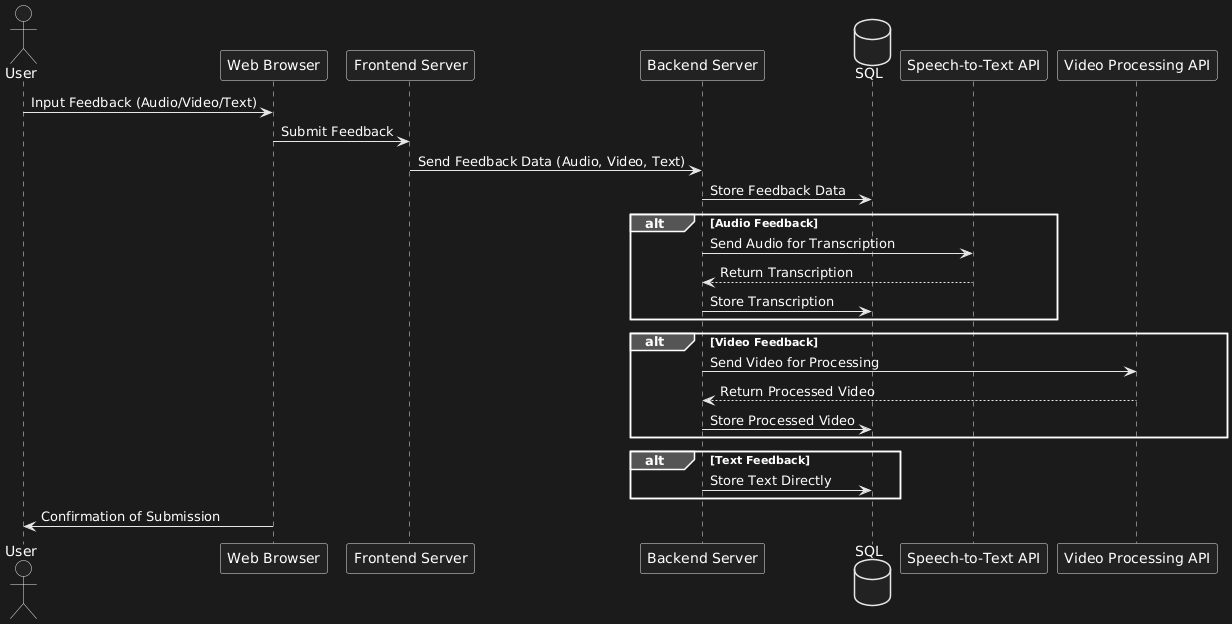 User
Web Browser
Frontend Server
Backend Server
SQL
Speech-to-Text API
Video Processing API
Input Feedback (Audio/Video/Text)
Submit Feedback
Send Feedback Data (Audio, Video, Text)
Store Feedback Data
alt
[Audio Feedback]
Send Audio for Transcription
Return Transcription
Store Transcription
alt
[Video Feedback]
Send Video for Processing
Return Processed Video
Store Processed Video
alt
[Text Feedback]
Store Text Directly
Confirmation of Submission
User
Web Browser
Frontend Server
Backend Server
SQL
Speech-to-Text API
Video Processing API